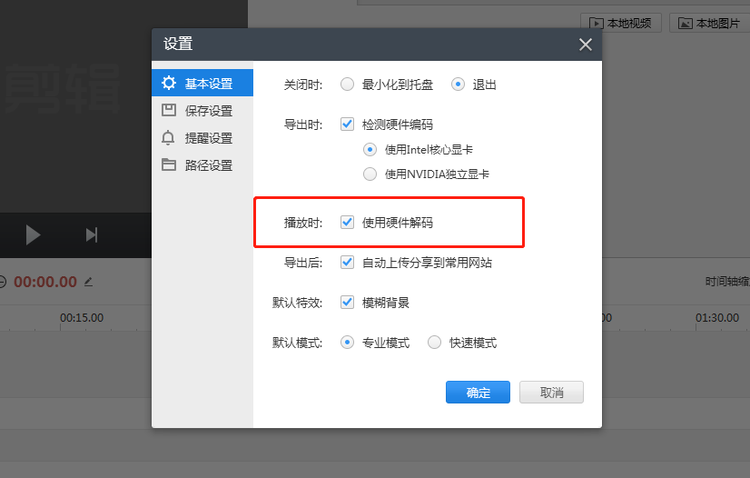 本地视频 本地图片
设置
剪辑
基本设置
保存设置
提醒设置
路径设置
关闭时: 最小化到托盘 退出
导出时: 检测硬件编码
使用Intel核心显卡
使用NVIDIA独立显卡
播放时: 使用硬件解码
导出后: 自动上传分享到常用网站
默认特效: 模糊背景
默认模式: 专业模式 快速模式
确定 取消
00:00.00
时间轴缩
00:15.00
01:30.00